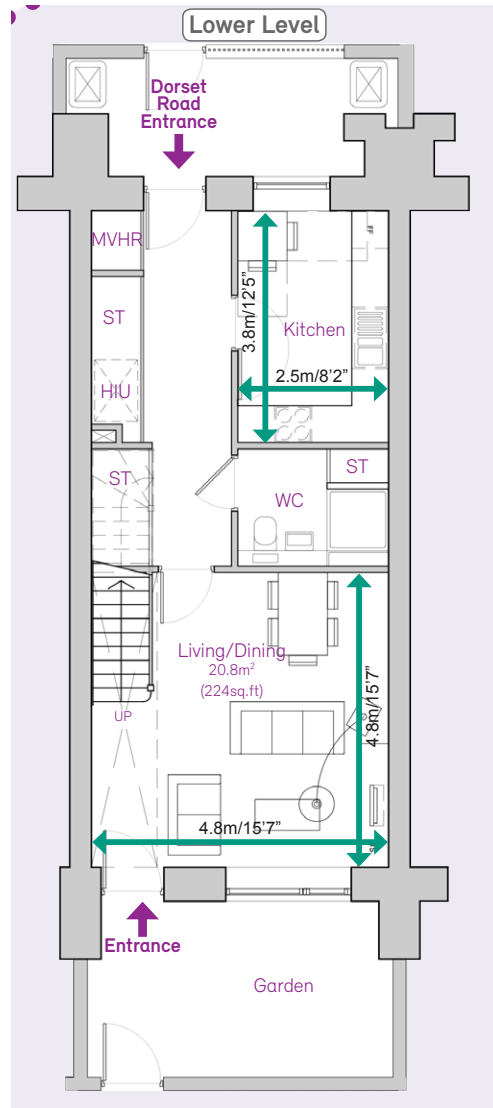 Lower Level
Dorset
Road
Entrance
MVHR
ST
HIU
3.8m/12'5"
Kitchen
2.5m/8'2"
ST
ST
WC
Living/Dining
20.8m²
(224sq.ft)
UP
4.8m/15'7"
4.8m/15'7"
Entrance
Garden